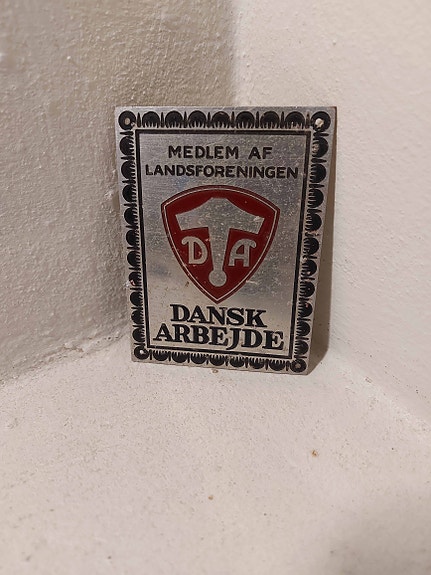 MEDLEM AF
LANDSFORENINGEN
DA
DANSK
ARBEJDE